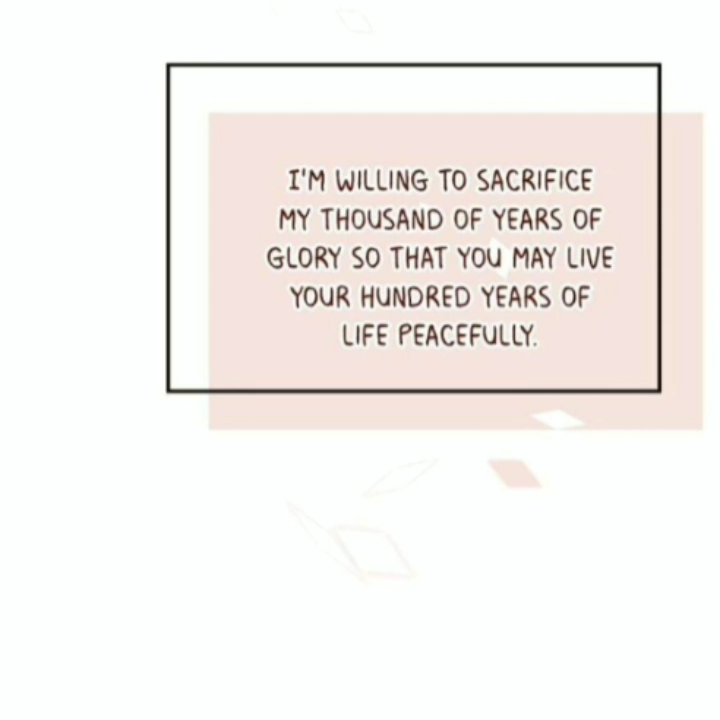 I'M WILLING TO SACRIFICE
MY THOUSAND OF YEARS OF
GLORY SO THAT YOU MAY LIVE
YOUR HUNDRED YEARS OF
LIFE PEACEFULLY.